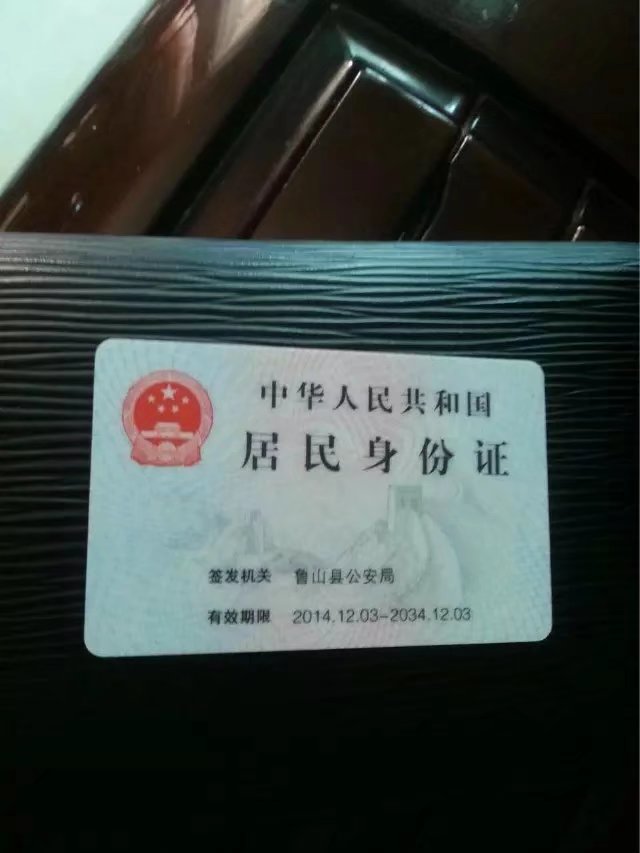 中华人民共和国
居民身份证
签发机关 鲁山县公安局
有效期限 2014.12.03-2034.12.03